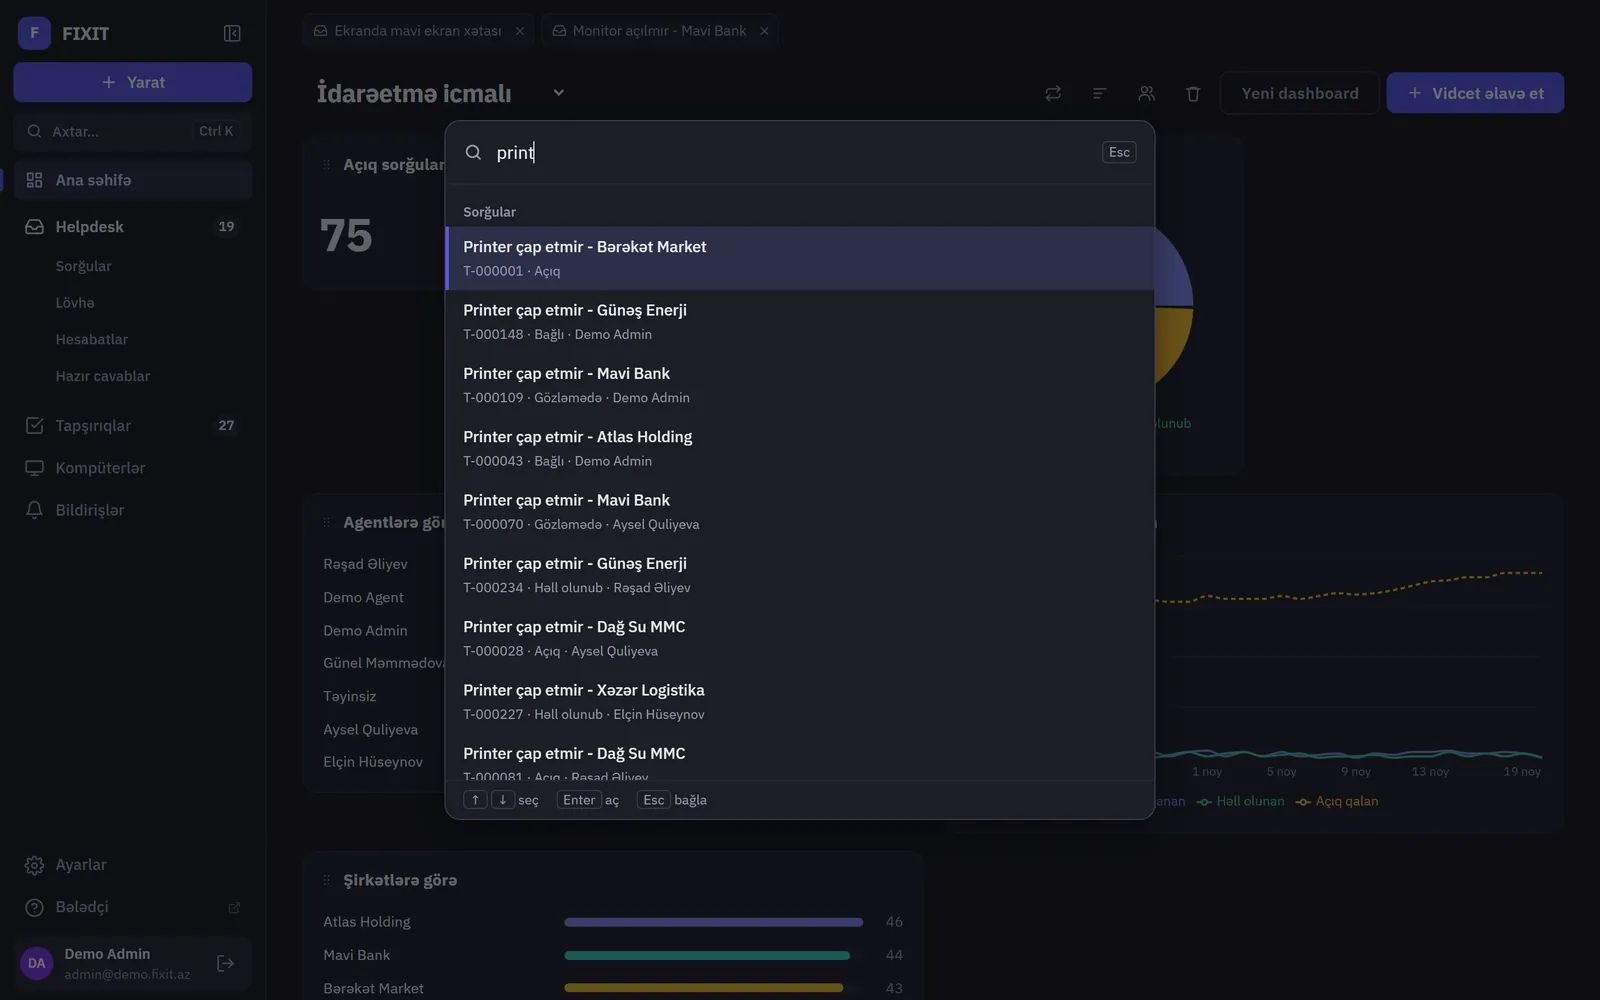 F FIXIT
Yarat
Axtar... Ctrl K
Ana səhifə
Helpdesk 19
Sorğular
Lövhə
Hesabatlar
Hazır cavablar
Tapşırıqlar 27
Kompüterlər
Bildirişlər
Ayarlar
Bələdçi
DA Demo Admin
admin@demo.fixit.az
Ekranda mavi ekran xətası
Monitor açılmır - Mavi Bank
İdarəetmə icmalı
Yeni dashboard
Vidcet əlavə et
Açıq sorğular
75
print
Esc
Sorğular
Printer çap etmir - Bərəkət Market
T-000001 · Açıq
Printer çap etmir - Günəş Enerji
T-000148 · Bağlı · Demo Admin
Printer çap etmir - Mavi Bank
T-000109 · Gözləmədə · Demo Admin
Printer çap etmir - Atlas Holding
T-000043 · Bağlı · Demo Admin
Printer çap etmir - Mavi Bank
T-000070 · Gözləmədə · Aysel Quliyeva
Printer çap etmir - Günəş Enerji
T-000234 · Həll olunub · Rəşad Əliyev
Printer çap etmir - Dağ Su MMC
T-000028 · Açıq · Aysel Quliyeva
Printer çap etmir - Xəzər Logistika
T-000227 · Həll olunub · Elçin Hüseynov
Printer çap etmir - Dağ Su MMC
T-000081 · Açıq · Rəşad Əliyev
↑ ↓ seç Enter aç Esc bağla
Agentlərə
Rəşad Əliyev
Demo Agent
Demo Admin
Günel Məmmədova
Təyinsiz
Aysel Quliyeva
Elçin Hüseynov
1 noy 5 noy 9 noy 13 noy 19 noy
Həll olunan Açıq qalan
Şirkətlərə görə
Atlas Holding 46
Mavi Bank 44
Bərəkət Market 43